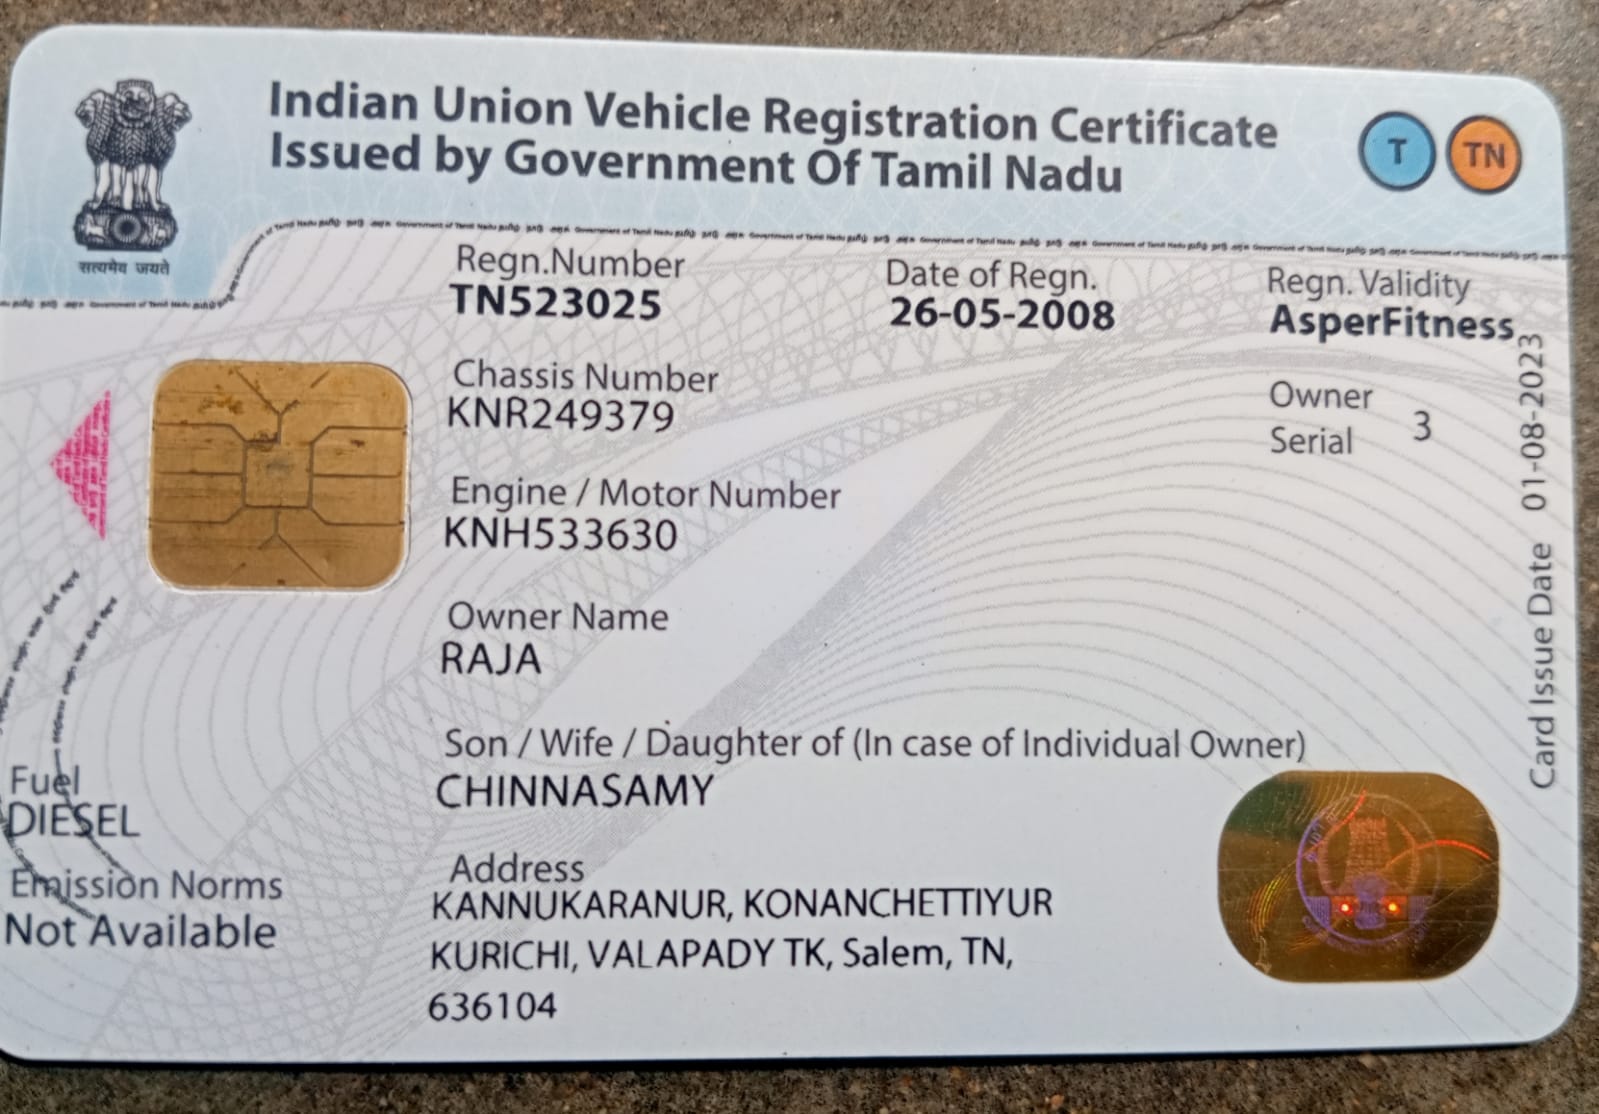 Indian Union Vehicle Registration Certificate
Issued by Government Of Tamil Nadu
T TN
सत्यमेव जयते
Regn.Number
TN523025
Date of Regn.
26-05-2008
Regn. Validity
AsperFitness
Chassis Number
KNR249379
Owner
Serial 3
Engine / Motor Number
KNH533630
Owner Name
RAJA
Son / Wife / Daughter of (In case of Individual Owner)
CHINNASAMY
Fuel
DIESEL
Emission Norms
Not Available
Address
KANNUKARANUR, KONANCHETTIYUR
KURICHI, VALAPADY TK, Salem, TN,
636104
Card Issue Date 01-08-2023